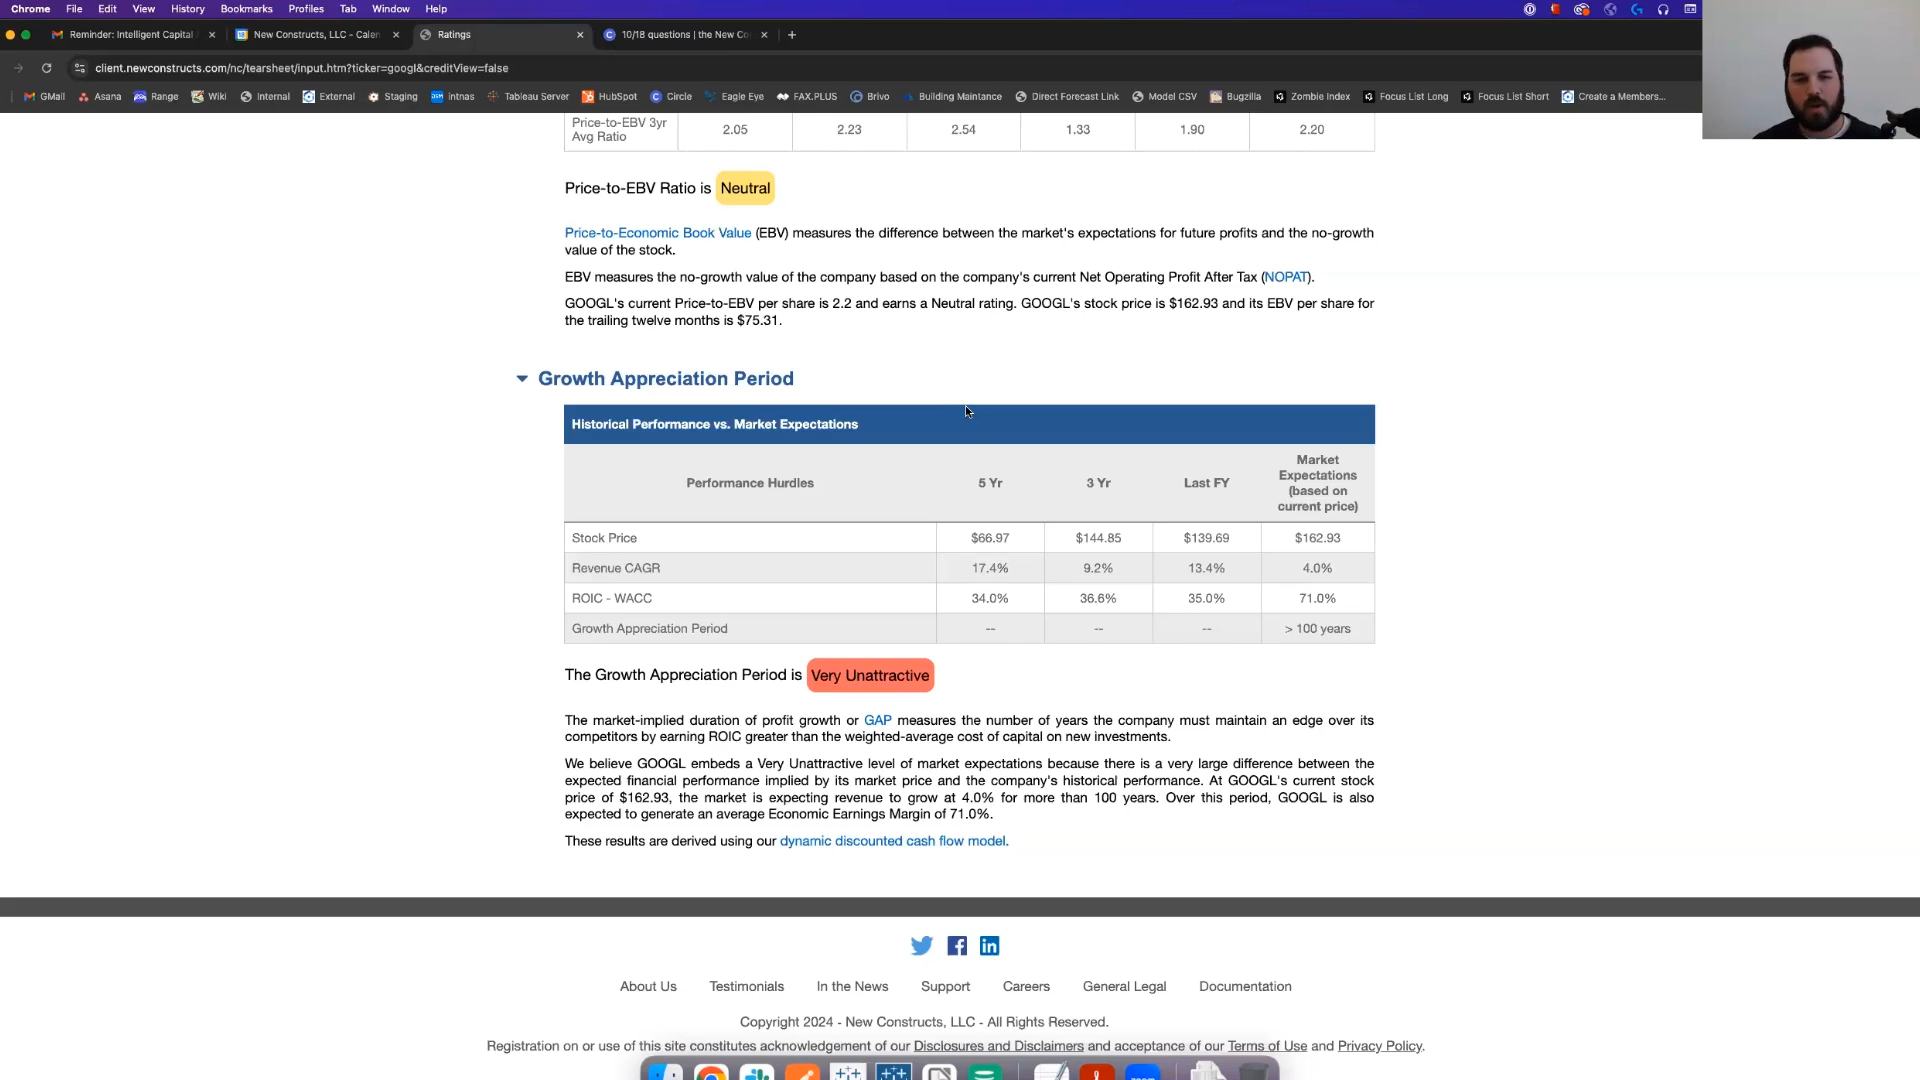 Chrome File Edit View History Bookmarks Profiles Tab Window Help
Reminder: Intelligent Capital
New Constructs, LLC - Calen
Ratings
10/18 questions | the New Co
client.newconstructs.com/nc/tearsheet/input.htm?ticker=googl&creditView=false
GMail Asana Range Wiki Internal External Staging intnas Tableau Server HubSpot Circle Eagle Eye FAX.PLUS Brivo Building Maintance Direct Forecast Link Model CSV Bugzilla Zombie Index Focus List Long Focus List Short Create a Members...
Price-to-EBV 3yr
Avg Ratio
2.05 2.23 2.54 1.33 1.90 2.20
Price-to-EBV Ratio is Neutral
Price-to-Economic Book Value (EBV) measures the difference between the market's expectations for future profits and the no-growth
value of the stock.
EBV measures the no-growth value of the company based on the company's current Net Operating Profit After Tax (NOPAT).
GOOGL's current Price-to-EBV per share is 2.2 and earns a Neutral rating. GOOGL's stock price is $162.93 and its EBV per share for
the trailing twelve months is $75.31.
Growth Appreciation Period
Historical Performance vs. Market Expectations
Performance Hurdles 5 Yr 3 Yr Last FY
Market
Expectations
(based on
current price)
Stock Price $66.97 $144.85 $139.69 $162.93
Revenue CAGR 17.4% 9.2% 13.4% 4.0%
ROIC - WACC 34.0% 36.6% 35.0% 71.0%
Growth Appreciation Period -- -- -- > 100 years
The Growth Appreciation Period is Very Unattractive
The market-implied duration of profit growth or GAP measures the number of years the company must maintain an edge over its
competitors by earning ROIC greater than the weighted-average cost of capital on new investments.
We believe GOOGL embeds a Very Unattractive level of market expectations because there is a very large difference between the
expected financial performance implied by its market price and the company's historical performance. At GOOGL's current stock
price of $162.93, the market is expecting revenue to grow at 4.0% for more than 100 years. Over this period, GOOGL is also
expected to generate an average Economic Earnings Margin of 71.0%.
These results are derived using our dynamic discounted cash flow model.
About Us Testimonials In the News Support Careers General Legal Documentation
Copyright 2024 - New Constructs, LLC - All Rights Reserved.
Registration on or use of this site constitutes acknowledgement of our Disclosures and Disclaimers and acceptance of our Terms of Use and Privacy Policy.